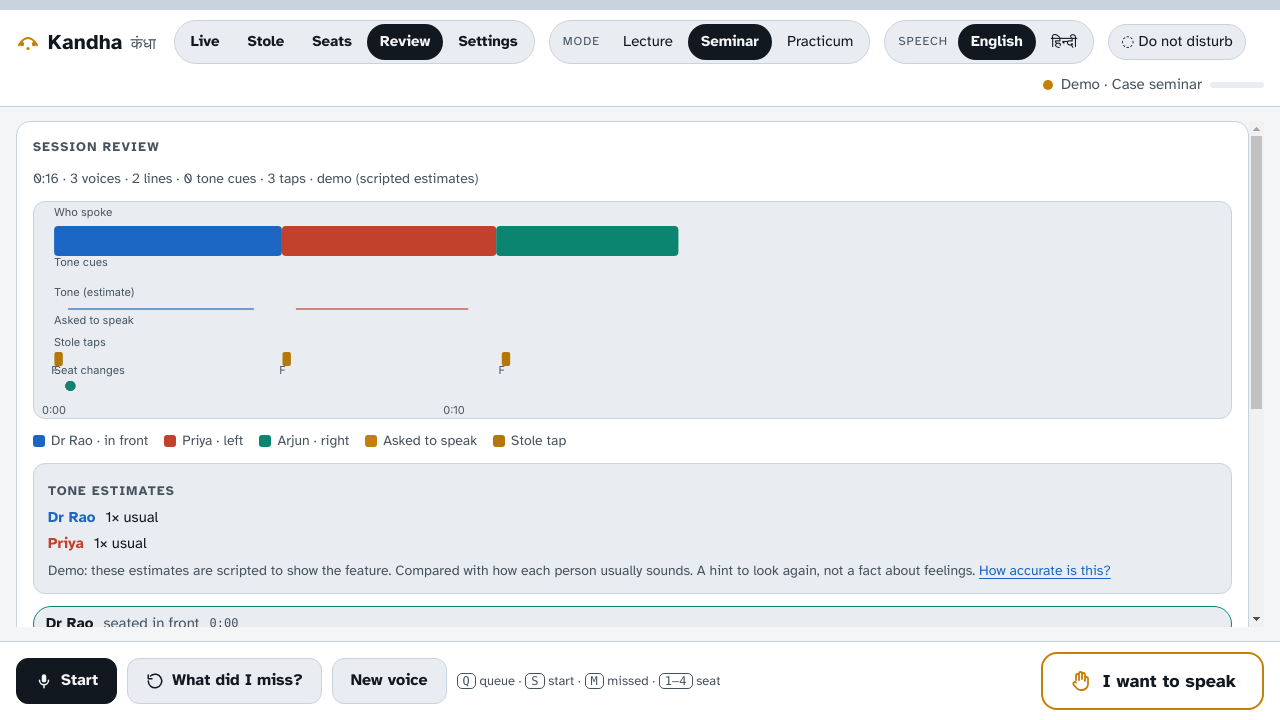 Kandha कंधा Live Stole Seats Review Settings MODE Lecture Seminar Practicum SPEECH English हिन्दी Do not disturb
Demo · Case seminar
SESSION REVIEW
0:16 · 3 voices · 2 lines · 0 tone cues · 3 taps · demo (scripted estimates)
Who spoke
Tone cues
Tone (estimate)
Asked to speak
Stole taps
F Seat changes F F
0:00 0:10
Dr Rao · in front Priya · left Arjun · right Asked to speak Stole tap
TONE ESTIMATES
Dr Rao 1× usual
Priya 1× usual
Demo: these estimates are scripted to show the feature. Compared with how each person usually sounds. A hint to look again, not a fact about feelings. How accurate is this?
Dr Rao seated in front 0:00
Start What did I miss? New voice Q queue · S start · M missed · 1–4 seat I want to speak